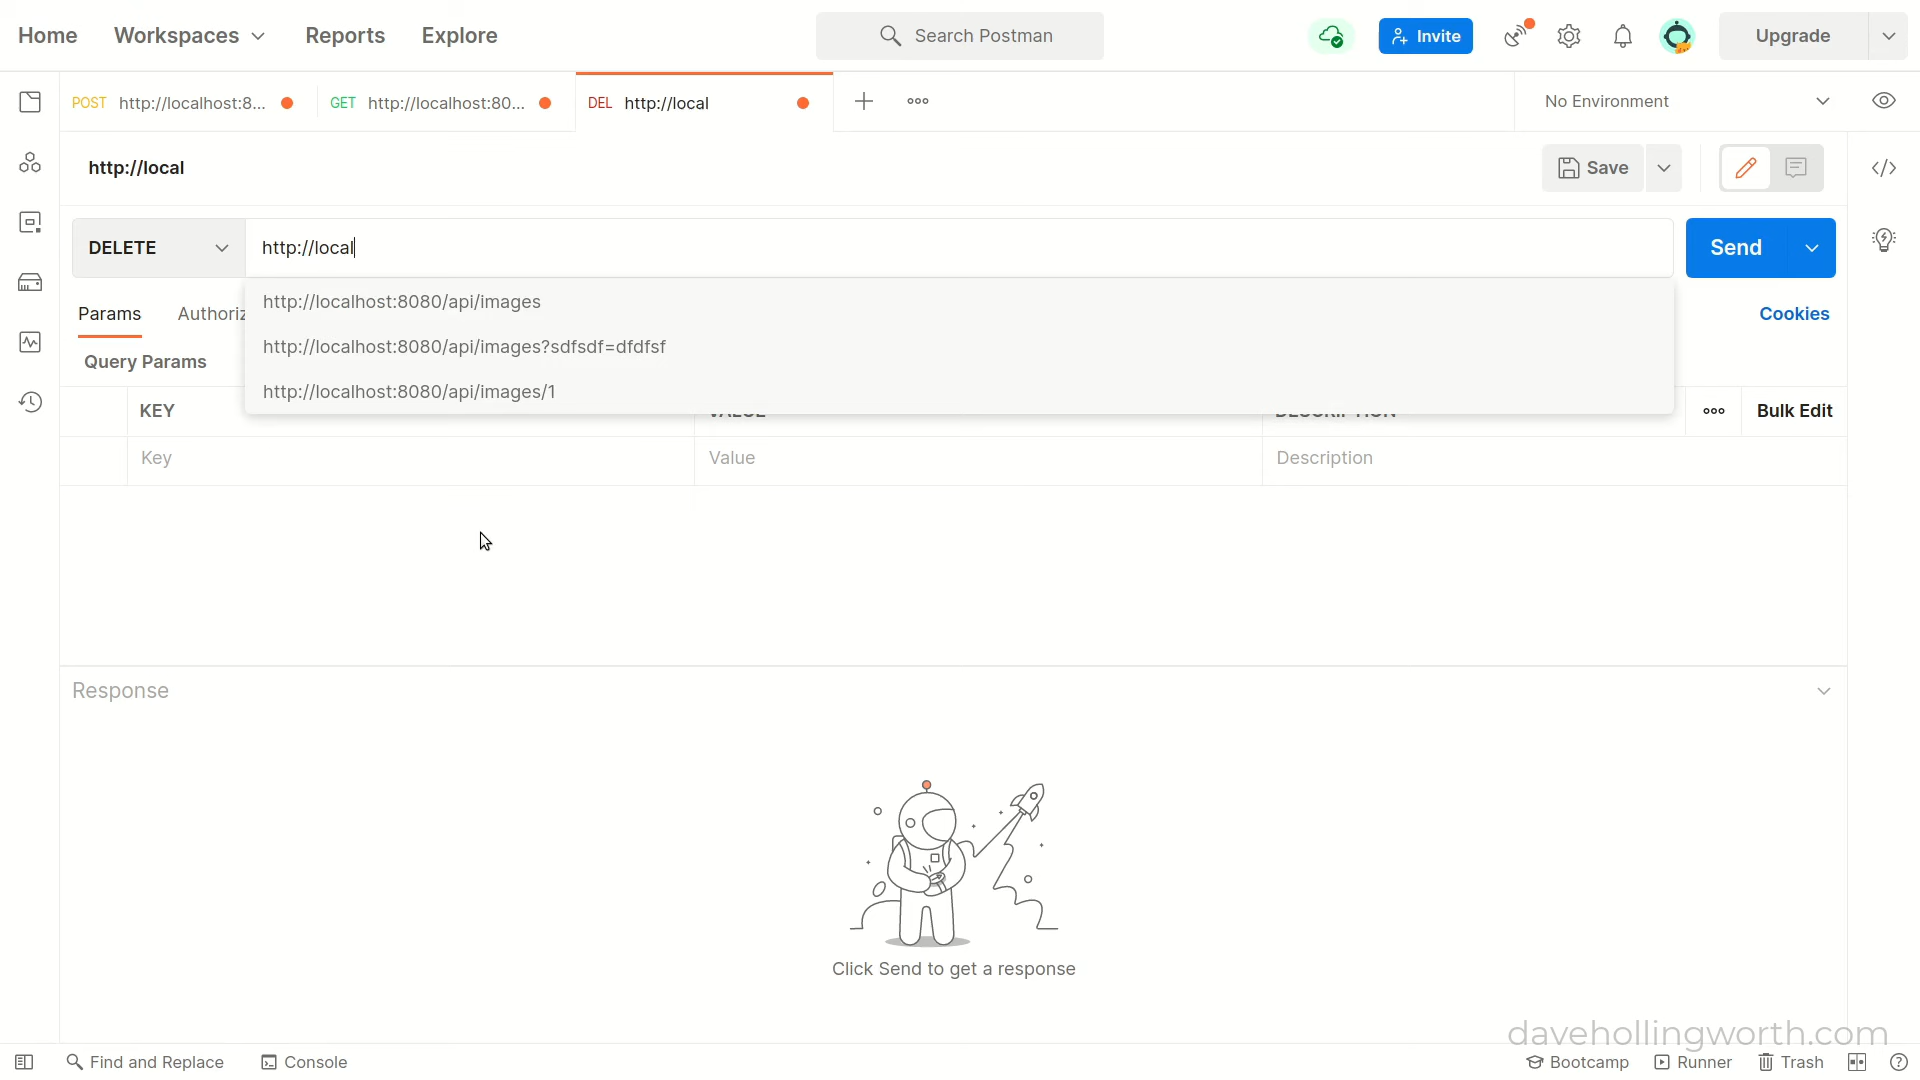 Home Workspaces Reports Explore Search Postman Invite Upgrade
POST http://localhost:8... GET http://localhost:80... DEL http://local No Environment
http://local Save
DELETE http://local Send
http://localhost:8080/api/images
Params Authoriz Cookies
http://localhost:8080/api/images?sdfsdf=dfdfsf
Query Params
http://localhost:8080/api/images/1
KEY VALUE DESCRIPTION Bulk Edit
Key Value Description
Response
Click Send to get a response
davehollingworth.com
Find and Replace Console Bootcamp Runner Trash